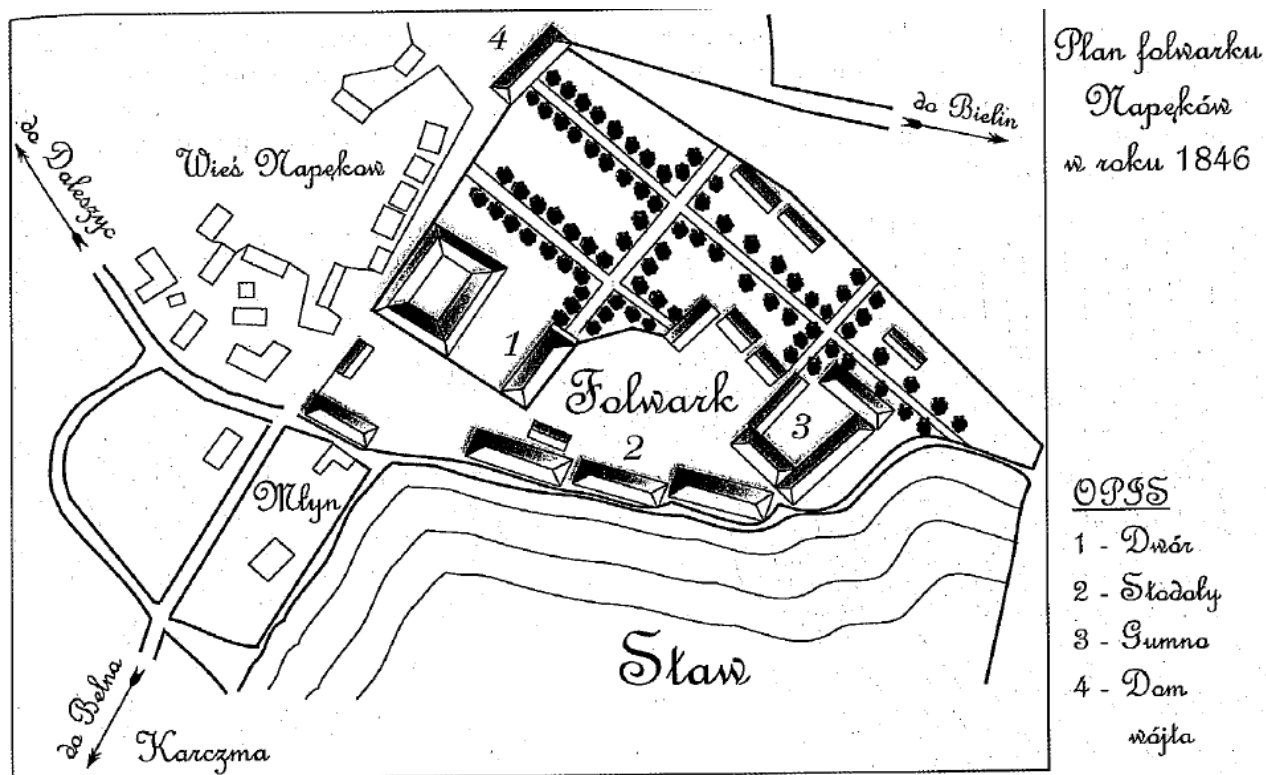 Plan folwarku
Napęków
w roku 1846
4
do Bielin
do Daleszyc
Wieś Napękow
1
Folwark
2
3
Młyn
Staw
do Belna
Karczma
OPIS
1 - Dwór
2 - Stodoły
3 - Gumna
4 - Dom
wójta